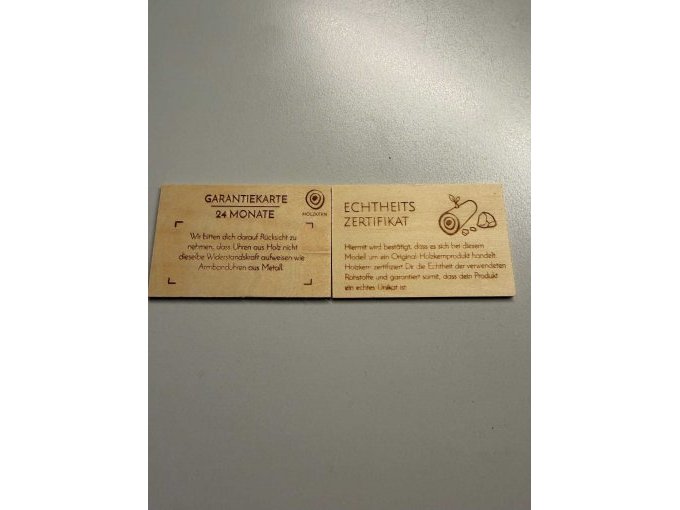 GARANTIEKARTE
24 MONATE
HOLZKERN
Wir bitten dich darauf Rücksicht zu
nehmen, dass Uhren aus Holz nicht
dieselbe Widerstandskraft aufweisen wie
Armbanduhren aus Metall.
ECHTHEITS
ZERTIFIKAT
Hiermit wird bestätigt, dass es sich bei diesem
Modell um ein Original Holzkernprodukt handelt.
Holzkern zertifiziert Dir die Echtheit der verwendeten
Rohstoffe und garantiert somit, dass dein Produkt
ein echtes Unikat ist.